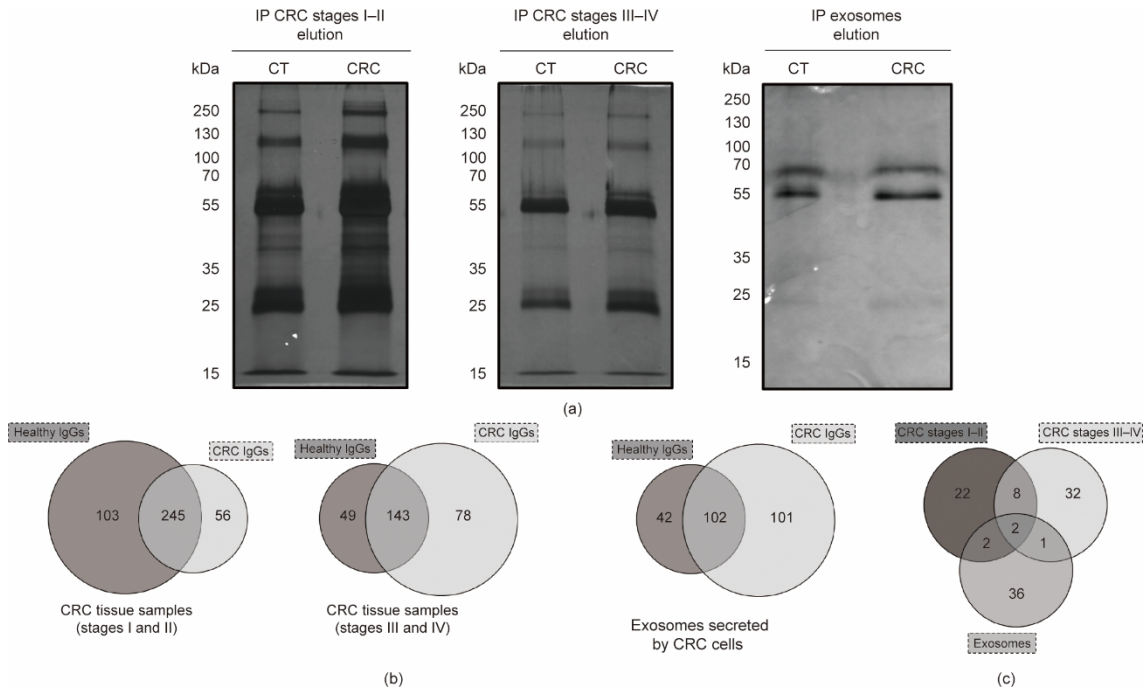 IP CRC stages I–II
elution
kDa
CT
CRC
250
130
100
70
55
35
25
15
IP CRC stages III–IV
elution
kDa
CT
CRC
250
130
100
70
55
35
25
15
IP exosomes
elution
kDa
CT
CRC
250
130
100
70
55
35
25
15
(a)
Healthy IgGs
CRC IgGs
103
245
56
CRC tissue samples
(stages I and II)
Healthy IgGs
CRC IgGs
49
143
78
CRC tissue samples
(stages III and IV)
Healthy IgGs
CRC IgGs
42
102
101
Exosomes secreted
by CRC cells
(b)
CRC stages I–II
CRC stages III–IV
22
8
32
2
2
1
36
Exosomes
(c)